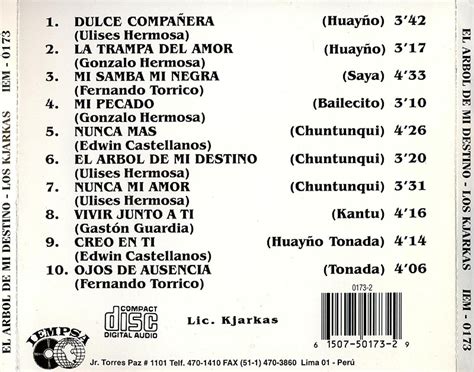 EL ARBOL DE MI DESTINO - LOS KJARKAS IEM - 0173
1. DULCE COMPAÑERA (Huayño) 3'42
(Ulises Hermosa)
2. LA TRAMPA DEL AMOR (Huayño) 3'17
(Gonzalo Hermosa)
3. MI SAMBA MI NEGRA (Saya) 4'33
(Fernando Torrico)
4. MI PECADO (Bailecito) 3'10
(Gonzalo Hermosa)
5. NUNCA MAS (Chuntunqui) 4'26
(Edwin Castellanos)
6. EL ARBOL DE MI DESTINO (Chuntunqui) 3'20
(Ulises Hermosa)
7. NUNCA MI AMOR (Chuntunqui) 3'31
(Ulises Hermosa)
8. VIVIR JUNTO A TI (Kantu) 4'16
(Gastón Guardia)
9. CREO EN TI (Huayño Tonada) 4'14
(Edwin Castellanos)
10. OJOS DE AUSENCIA (Tonada) 4'06
(Fernando Torrico)
IEMPSA
COMPACT
disc
DIGITAL AUDIO
Lic. Kjarkas
0173-2
6 1507-50173-2 9
Jr. Torres Paz # 1101 Telf. 470-1410 FAX (51-1) 470-3860 Lima 01 - Perú
EL ARBOL DE MI DESTINO - LOS KJARKAS IEM - 0173